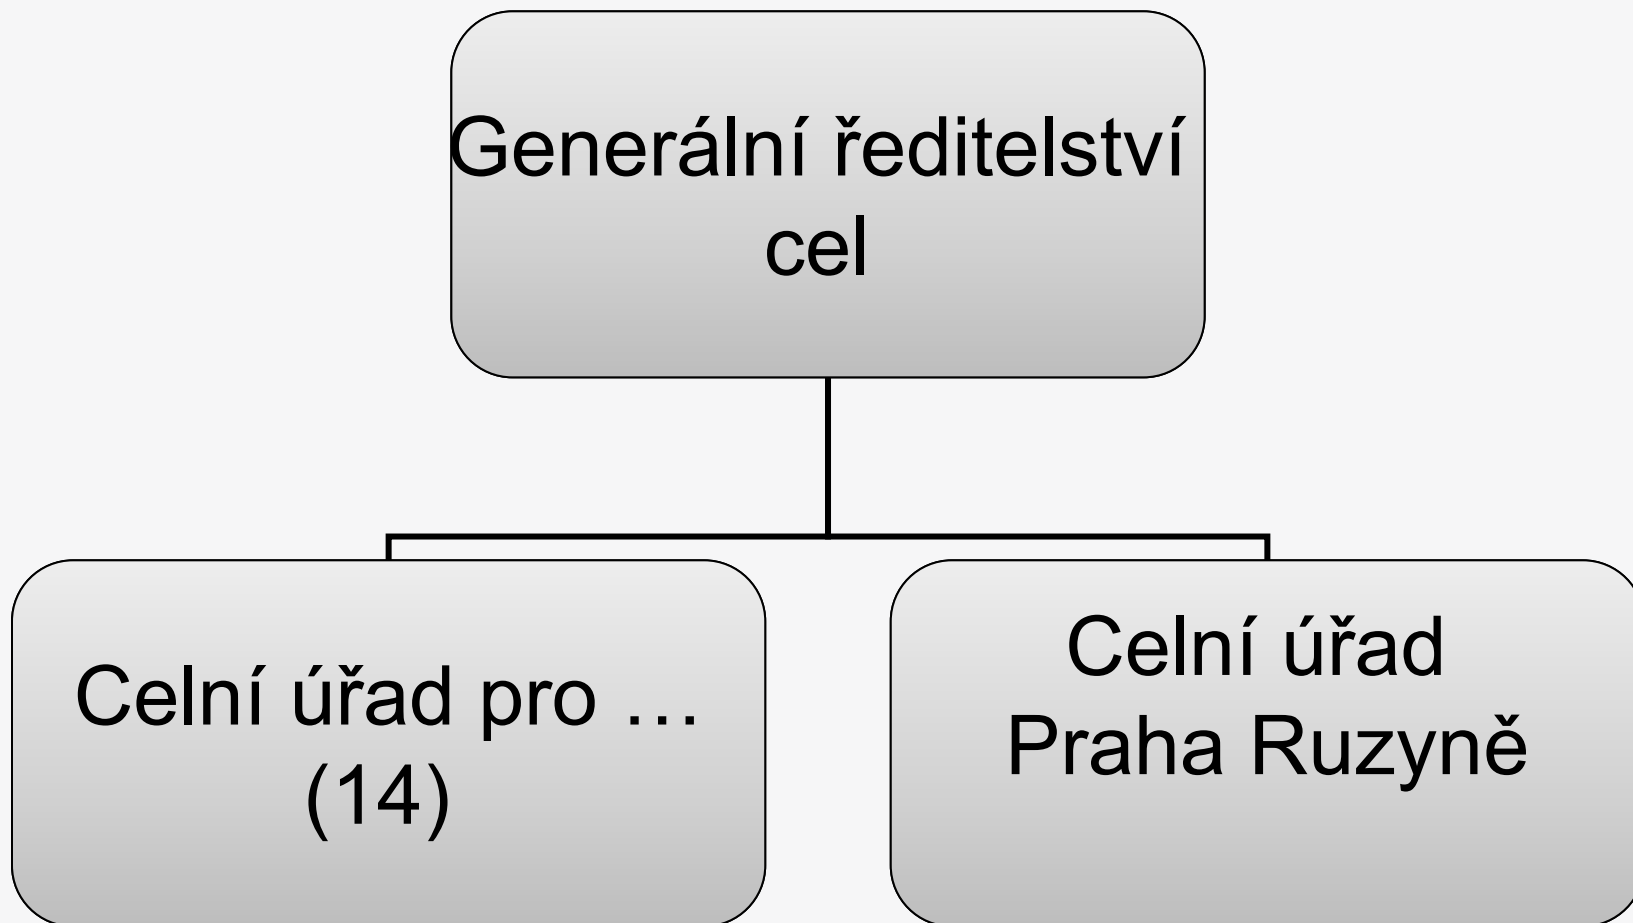 Generální ředitelství
cel
Celní úřad pro …
(14)
Celní úřad
Praha Ruzyně